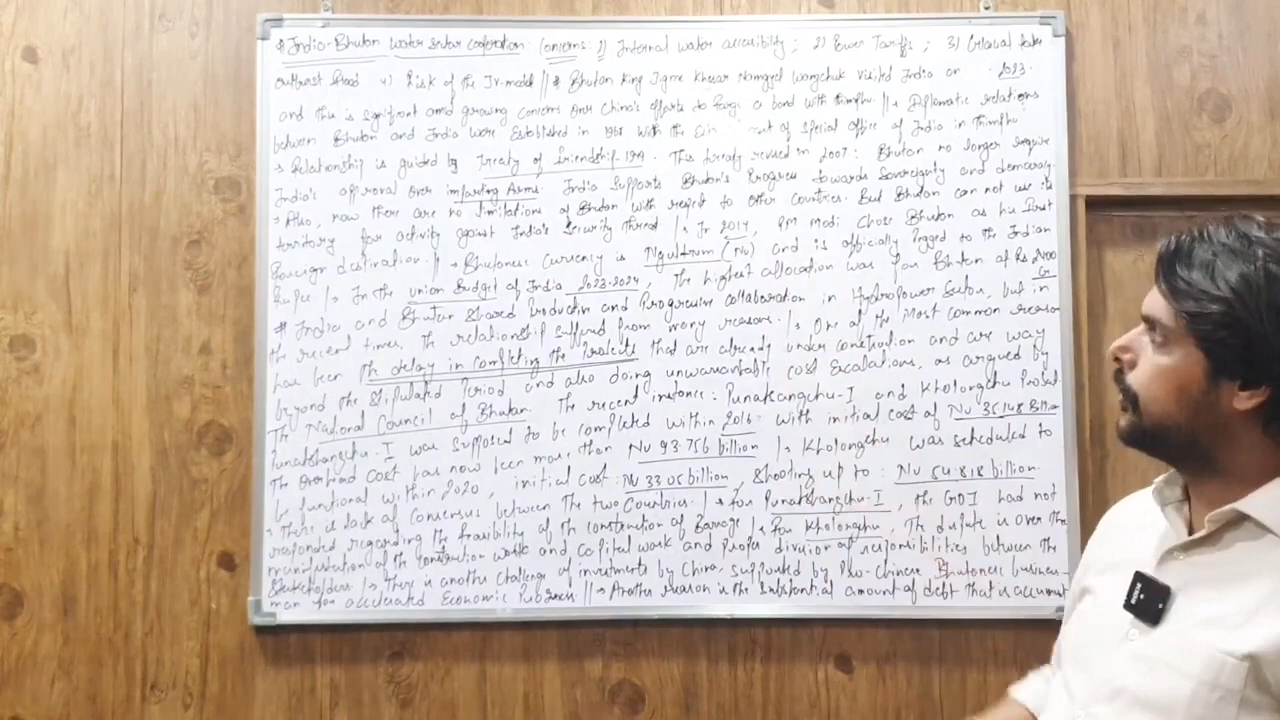 * India-Bhutan Water Sector Cooperation: Concerns: 1) Internal water accessibility; 2) Power Tariffs; 3) Glacial lake
outburst flood 4) Risk of the JV-model || * Bhutan King Jigme Khesar Namgyel Wangchuk visited India on 2023.
and this is significant amid growing concerns over China's efforts to forge a bond with Thimphu. || → Diplomatic relations
between Bhutan and India were Established in 1968 with the of special office of India in Thimphu.
→ Relationship is guided by Treaty of friendship-1949. This treaty revised in 2007: Bhutan no longer require
India's approval over importing Arms. India supports Bhutan's Progress towards Sovereignty and democracy.
→ Also, now there are no limitations of Bhutan with respect to other countries. But Bhutan can not use its
territory for activity against India's security threat |→ In 2014, PM Modi chose Bhutan as his first
foreign destination. || → Bhutanese currency is Ngultrum (Nu) and is officially pegged to the Indian
Rupee |→ In the union Budget of India 2023-2024, The highest allocation was for Bhutan of Rs 2400 Cr
# India and Bhutan shared Production and Progressive collaboration in Hydropower Sector, but in
the recent times, The relationship suffered from many reasons. |→ One of the Most common reason
has been the delay in completing the Projects that are already under construction and are way
beyond the stipulated Period and also doing unwarrantable cost Escalations, as argued by
The National Council of Bhutan. The recent instance: Punatsangchu-I and Kholongchu Project.
Punatshangchu-I was supposed to be completed within 2016 with initial cost of Nu 35.148 Billion
The overhead cost has now been more than Nu 93.756 billion |→ Kholongchu was scheduled to
be functional within 2020, initial cost: Nu 33.05 billion, shooting up to: Nu 54.818 billion.
→ There is lack of consensus between the two Countries. |→ for Punatshangchu-I, the GOI had not
responded regarding the feasibility of the construction of Barrage |→ For Kholongchu, The dispute is over the
manifestation of the construction work and capital work and proper division of responsibilities between the
Stakeholders |→ There is another challenge of investments by China, supported by Pro-Chinese Bhutanese business-
man for accelerated Economic Progress || → Another reason is the substantial amount of debt that is